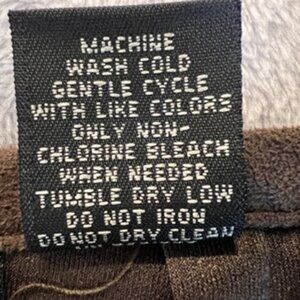 MACHINE
WASH COLD
GENTLE CYCLE
WITH LIKE COLORS
ONLY NON-
CHLORINE BLEACH
WHEN NEEDED
TUMBLE DRY LOW
DO NOT IRON
DO NOT DRY CLEAN